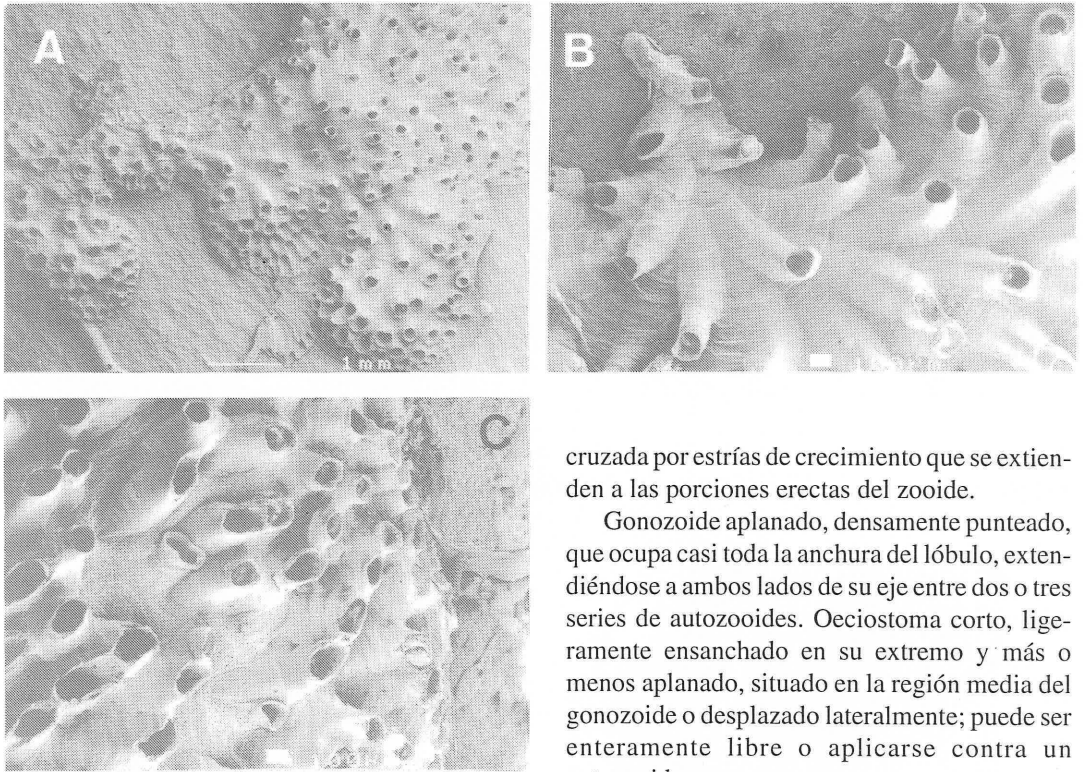 A
B
1 mm
C
cruzada por estrías de crecimiento que se extien-
den a las porciones erectas del zooide.
Gonozoide aplanado, densamente punteado,
que ocupa casi toda la anchura del lóbulo, exten-
diéndose a ambos lados de su eje entre dos o tres
series de autozooides. Oeciostoma corto, lige-
ramente ensanchado en su extremo y más o
menos aplanado, situado en la región media del
gonozoide o desplazado lateralmente; puede ser
enteramente libre o aplicarse contra un